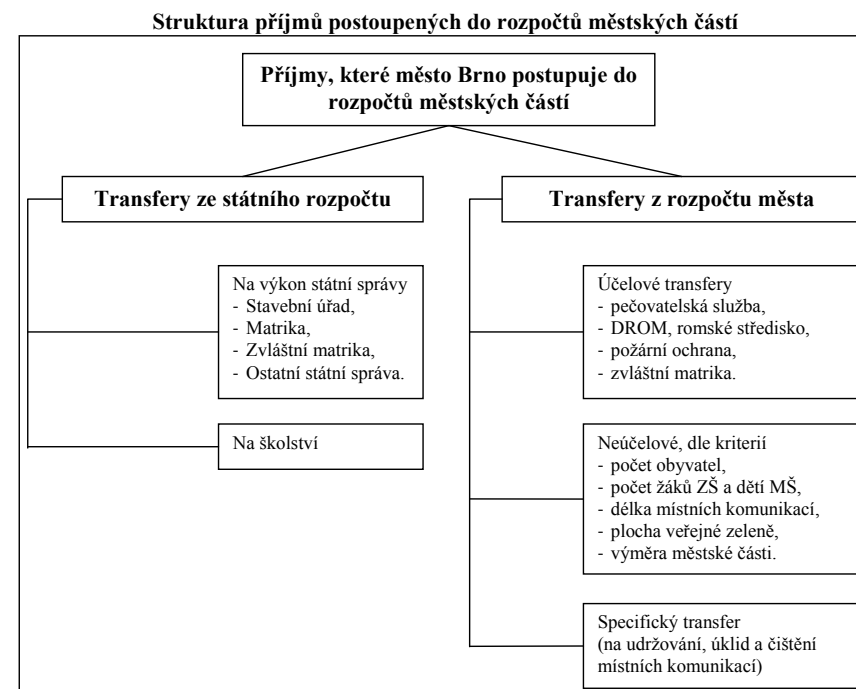 Struktura příjmů postoupených do rozpočtů městských částí
Příjmy, které město Brno postupuje do
rozpočtů městských částí
Transfery ze státního rozpočtu
Na výkon státní správy
- Stavební úřad,
- Matrika,
- Zvláštní matrika,
- Ostatní státní správa.
Na školství
Transfery z rozpočtu města
Účelové transfery
- pečovatelská služba,
- DROM, romské středisko,
- požární ochrana,
- zvláštní matrika.
Neúčelové, dle kriterií
- počet obyvatel,
- počet žáků ZŠ a dětí MŠ,
- délka místních komunikací,
- plocha veřejné zeleně,
- výměra městské části.
Specifický transfer
(na udržování, úklid a čištění
místních komunikací)